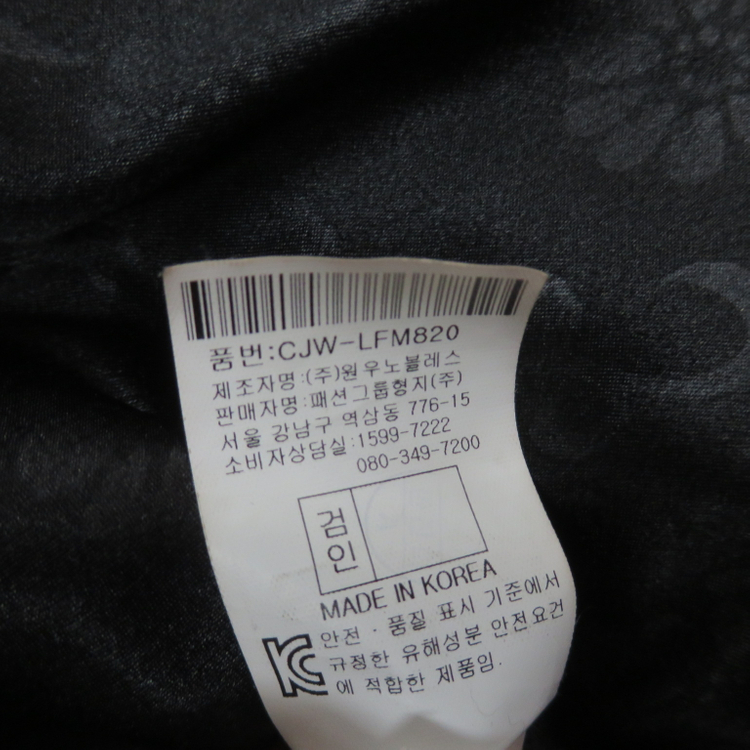 품번:CJW-LFM820
제조자명:(주)원우노블레스
판매자명:패션그룹형지(주)
서울 강남구 역삼동 776-15
소비자상담실:1599-7222
080-349-7200
검인
MADE IN KOREA
안전·품질 표시 기준에서
규정한 유해성분 안전요건
에 적합한 제품임.